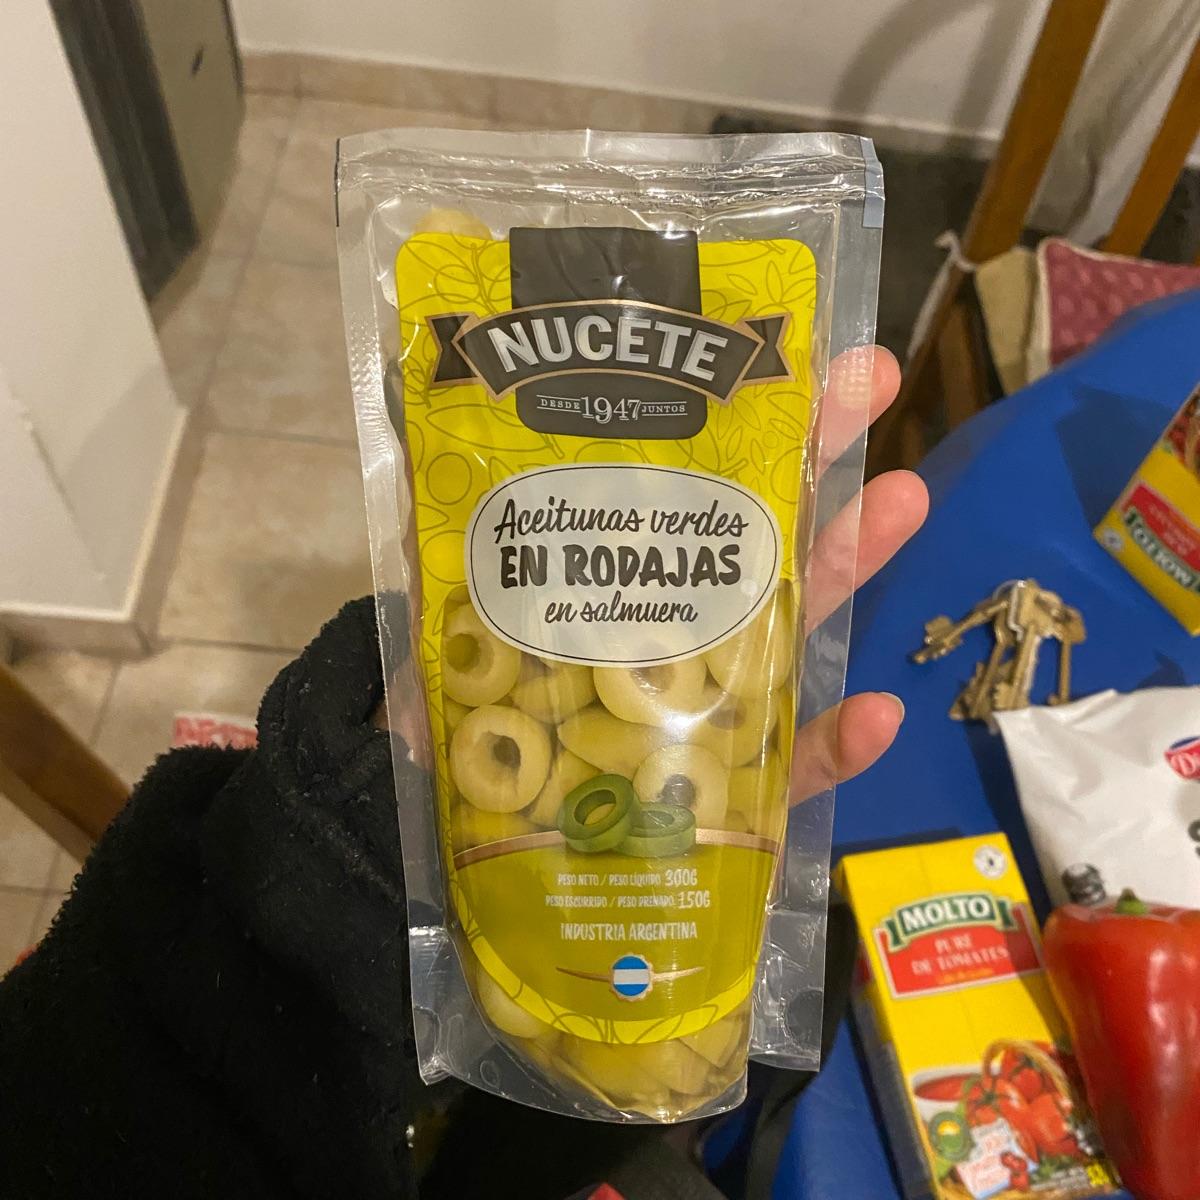 NUCETE
DESDE 1947 JUNTOS
Aceitunas verdes
EN RODAJAS
en salmuera
PESO NETO / PESO LÍQUIDO 300G
PESO ESCURRIDO / PESO DRENADO 150G
INDUSTRIA ARGENTINA
MOLTO
MOLTO
PURÉ
DE TOMATES